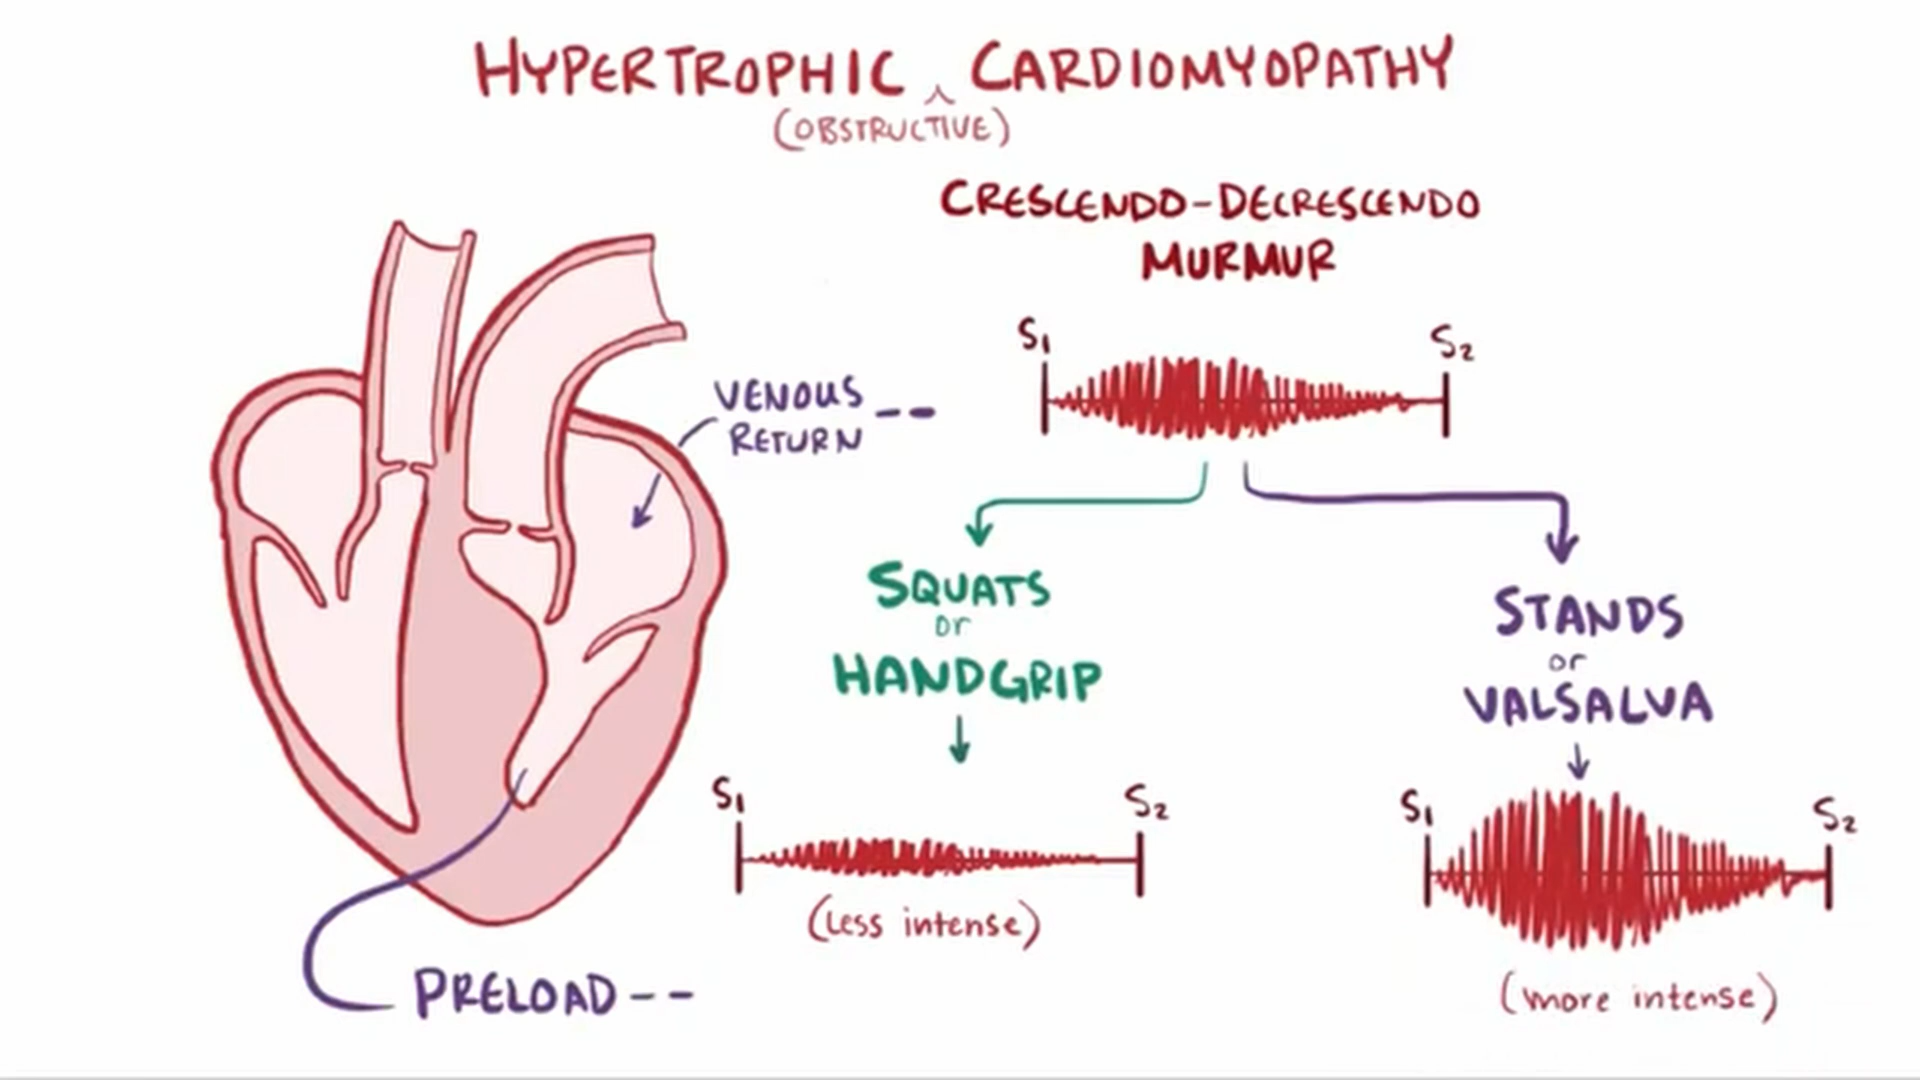 HYPERTROPHIC ^ CARDIOMYOPATHY
(OBSTRUCTIVE)
CRESCENDO-DECRESCENDO
MURMUR
S1 S2
VENOUS --
RETURN
SQUATS
or
HANDGRIP
STANDS
or
VALSALVA
S1 S2
(less intense)
S1 S2
(more intense)
PRELOAD --